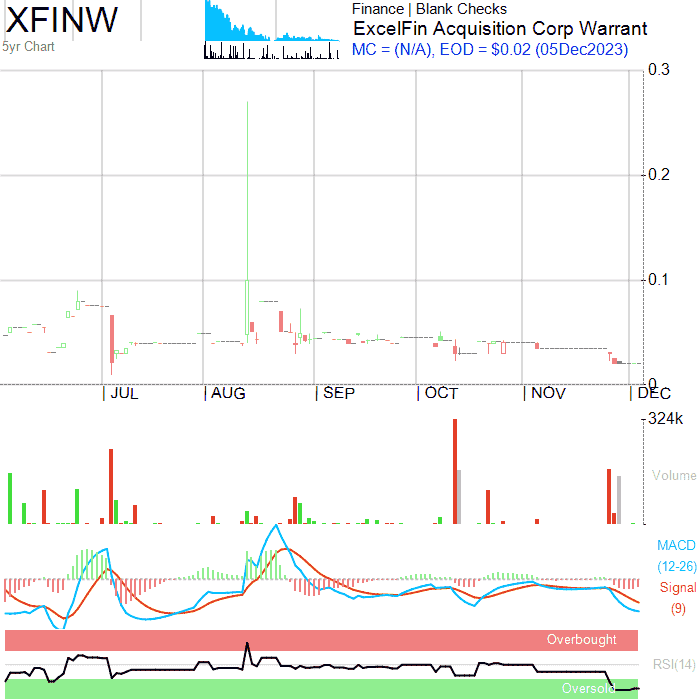 XFINW
5yr Chart
Finance | Blank Checks
ExcelFin Acquisition Corp Warrant
MC = (N/A), EOD = $0.02 (05Dec2023)
0.3
0.2
0.1
0
JUL AUG SEP OCT NOV DEC
324k
Volume
MACD
(12-26)
Signal
(9)
Overbought
RSI(14)
Oversold